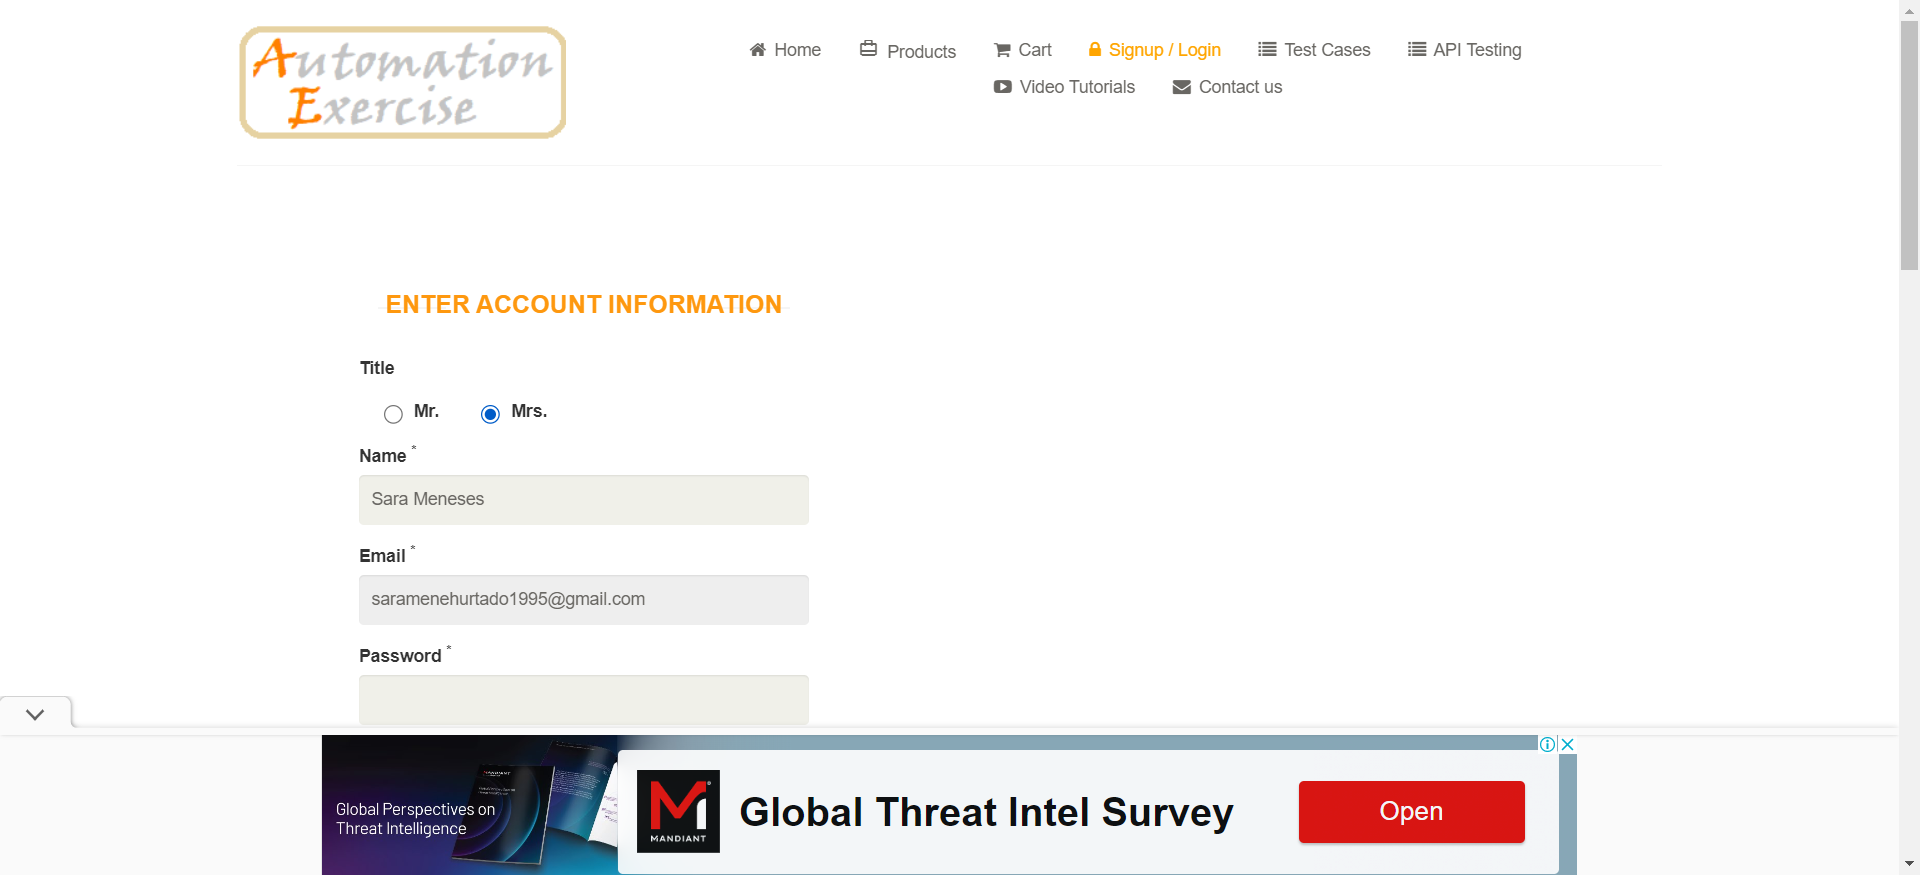 Automation
Exercise
Home
Products
Cart
Signup / Login
Test Cases
API Testing
Video Tutorials
Contact us
ENTER ACCOUNT INFORMATION
Title
Mr.
Mrs.
Name *
Sara Meneses
Email *
saramenehurtado1995@gmail.com
Password *
Global Perspectives on
Threat Intelligence
MANDIANT
Global Threat Intel Survey
Open